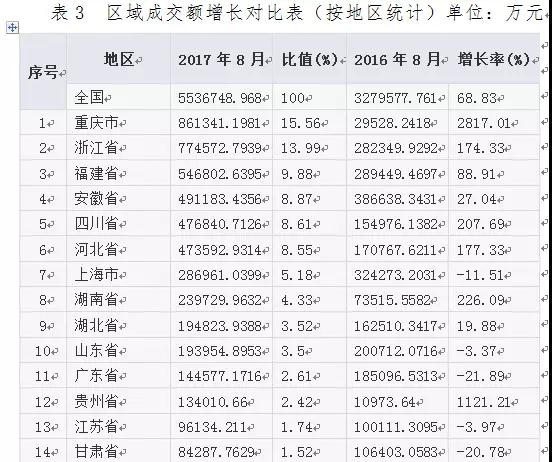 表 3 区域成交额增长对比表（按地区统计）单位：万元
序号 地区 2017 年 8 月 比值(%) 2016 年 8 月 增长率(%)
全国 5536748.968 100 3279577.761 68.83
1 重庆市 861341.1981 15.56 29528.2418 2817.01
2 浙江省 774572.7939 13.99 282349.9292 174.33
3 福建省 546802.6395 9.88 289449.4697 88.91
4 安徽省 491183.4356 8.87 386638.3431 27.04
5 四川省 476840.7126 8.61 154976.1382 207.69
6 河北省 473592.9314 8.55 170767.6211 177.33
7 上海市 286961.0399 5.18 324273.2031 -11.51
8 湖南省 239729.9632 4.33 73515.5582 226.09
9 湖北省 194823.9388 3.52 162510.3417 19.88
10 山东省 193954.8953 3.5 200712.0716 -3.37
11 广东省 144577.1716 2.61 185096.5313 -21.89
12 贵州省 134010.66 2.42 10973.64 1121.21
13 江苏省 96134.211 1.74 100111.3095 -3.97
14 甘肃省 84287.7629 1.52 106403.0583 -20.78